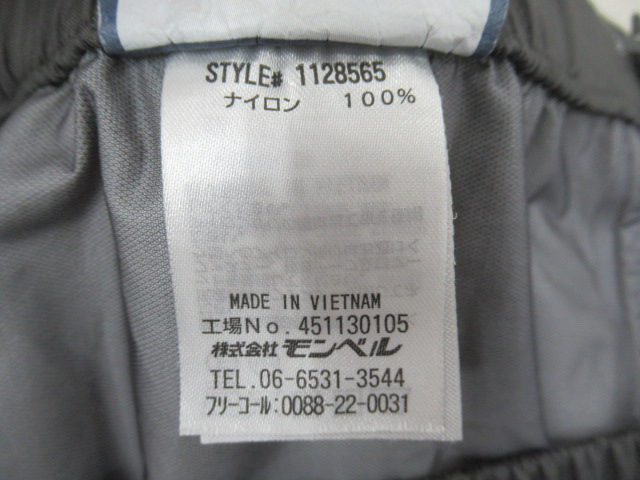 STYLE# 1128565
ナイロン 100%
MADE IN VIETNAM
工場No.451130105
株式会社 モンベル
TEL.06-6531-3544
フリーコール:0088-22-0031